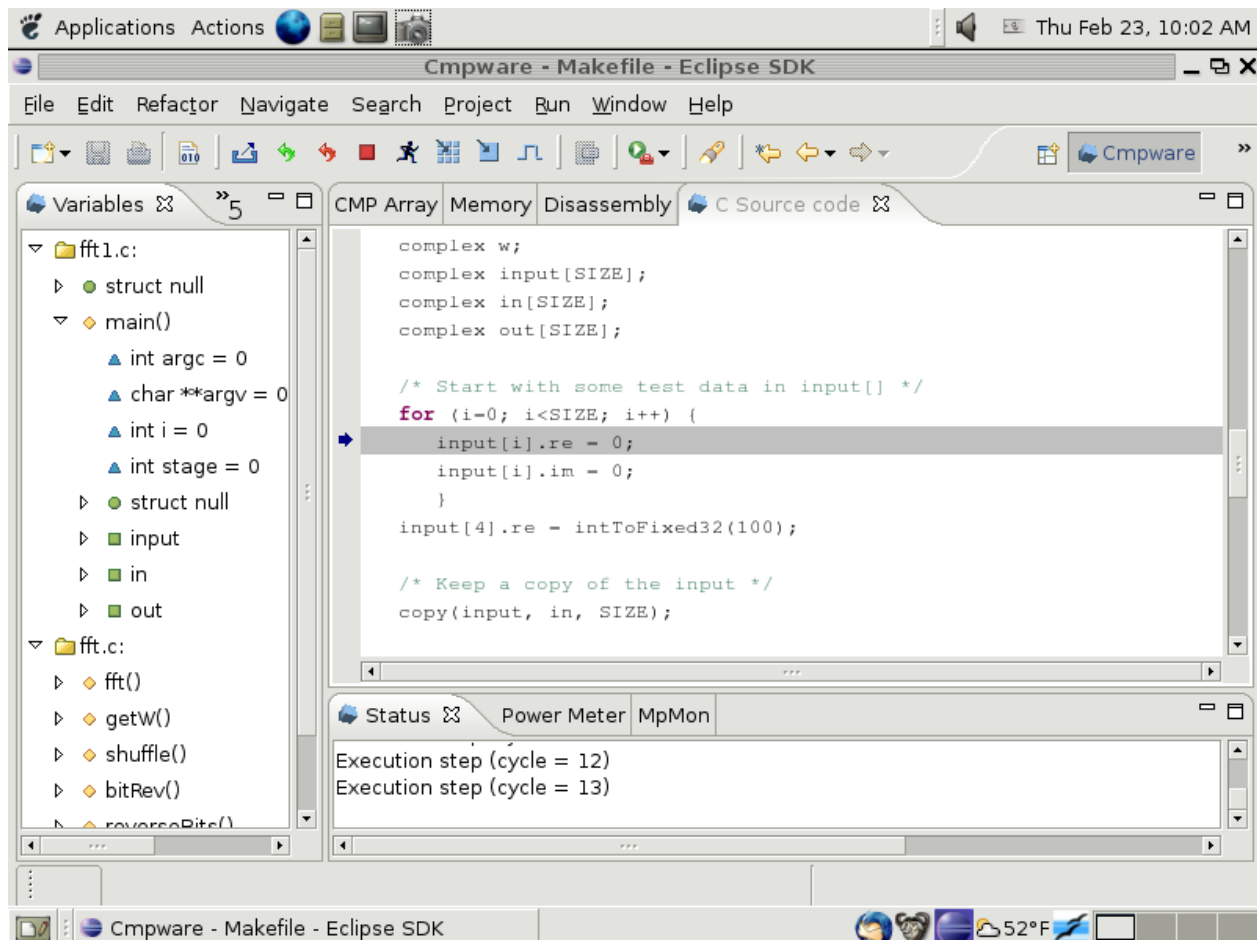 Applications Actions Thu Feb 23, 10:02 AM
Cmpware - Makefile - Eclipse SDK
File Edit Refactor Navigate Search Project Run Window Help
010
Cmpware »
Variables »5
CMP Array Memory Disassembly C Source code
fft1.c:
struct null
main()
int argc = 0
char **argv = 0
int i = 0
int stage = 0
struct null
input
in
out
fft.c:
fft()
getW()
shuffle()
bitRev()
reverseBits()
complex w;
complex input[SIZE];
complex in[SIZE];
complex out[SIZE];
/* Start with some test data in input[] */
for (i=0; i<SIZE; i++) {
input[i].re = 0;
input[i].im = 0;
}
input[4].re = intToFixed32(100);
/* Keep a copy of the input */
copy(input, in, SIZE);
Status Power Meter MpMon
Execution step (cycle = 12)
Execution step (cycle = 13)
Cmpware - Makefile - Eclipse SDK 52°F